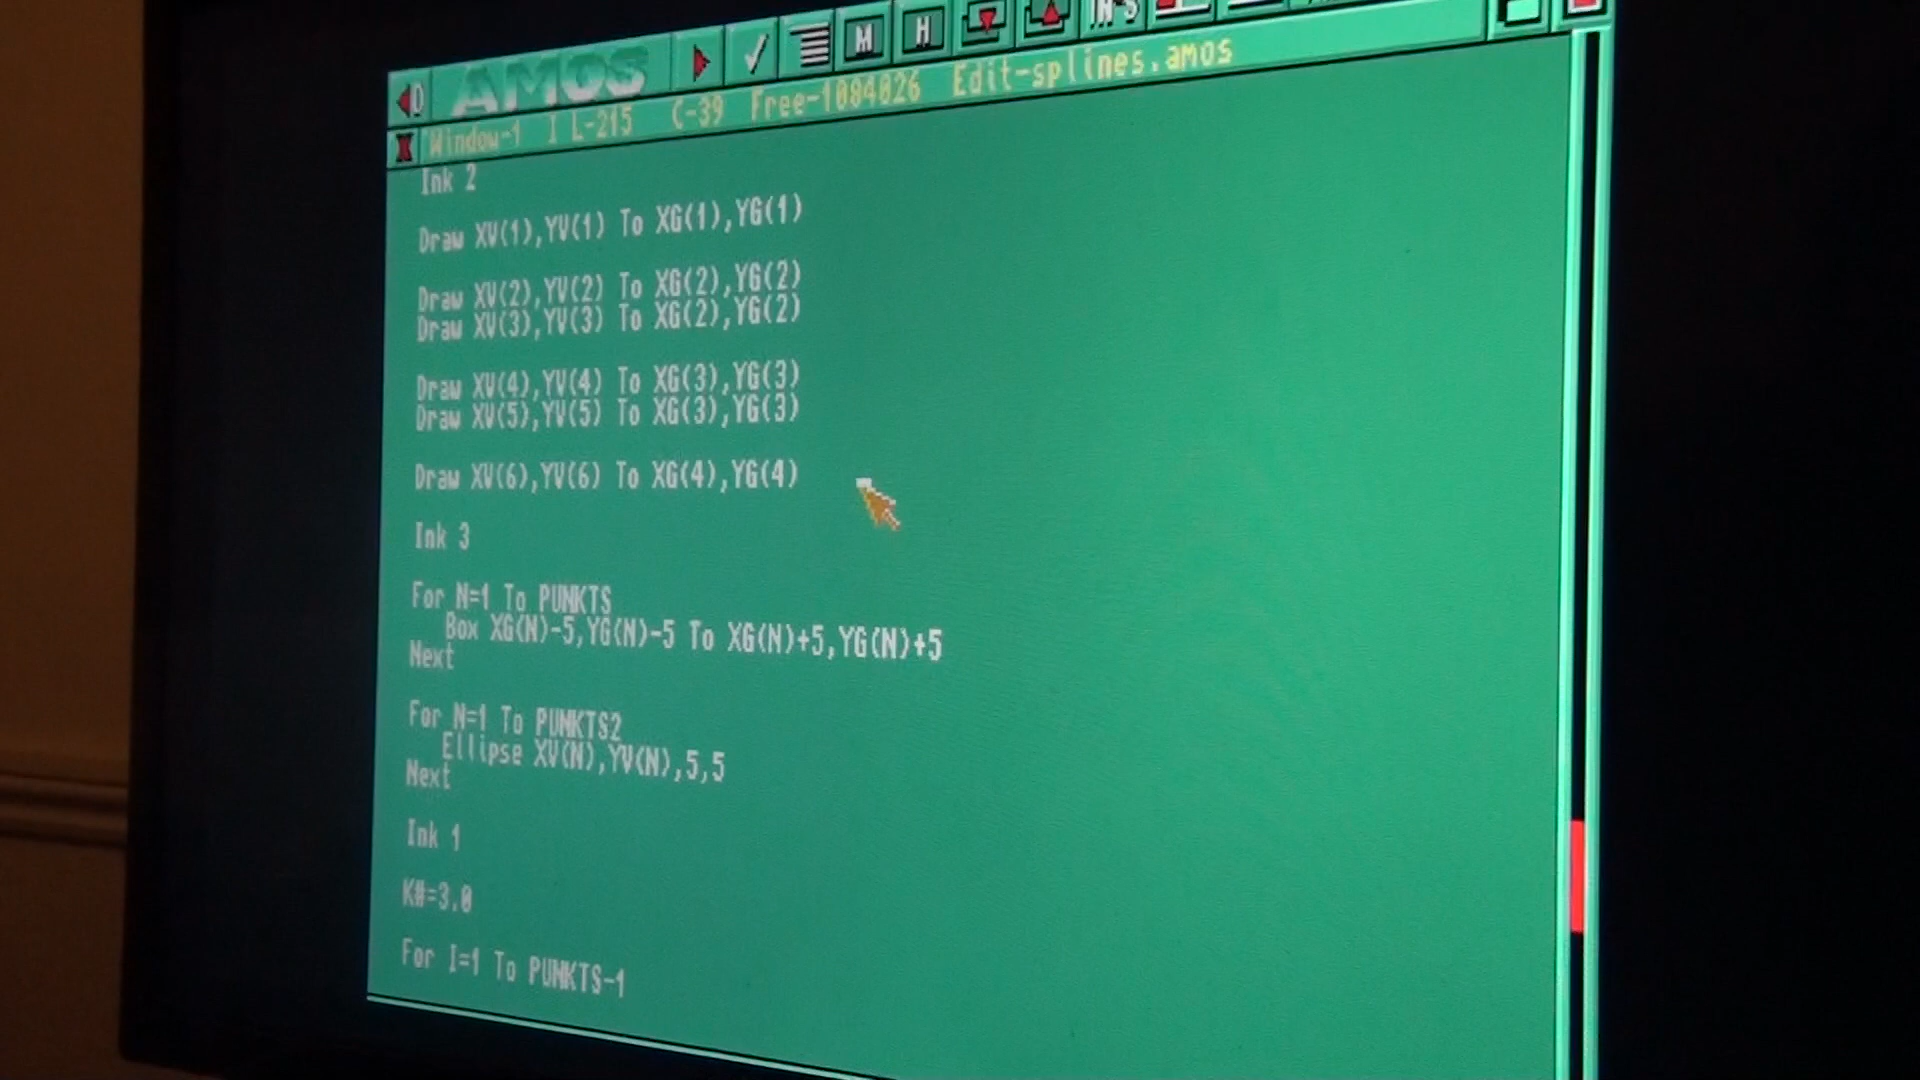 AMOS M H INS
Window-1 I L-215 C-39 Free-1084026 Edit-splines.amos
Ink 2
Draw XV(1),YV(1) To XG(1),YG(1)
Draw XV(2),YV(2) To XG(2),YG(2)
Draw XV(3),YV(3) To XG(2),YG(2)
Draw XV(4),YV(4) To XG(3),YG(3)
Draw XV(5),YV(5) To XG(3),YG(3)
Draw XV(6),YV(6) To XG(4),YG(4)
Ink 3
For N=1 To PUNKTS
Box XG(N)-5,YG(N)-5 To XG(N)+5,YG(N)+5
Next
For N=1 To PUNKTS2
Ellipse XV(N),YV(N),5,5
Next
Ink 1
K#=3.0
For I=1 To PUNKTS-1